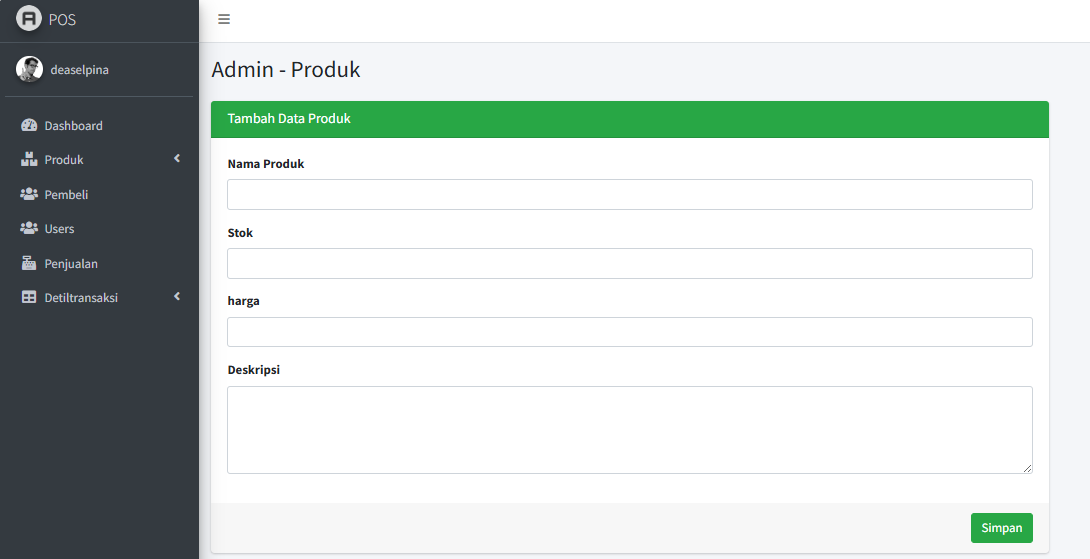 POS
deaselpina
Dashboard
Produk
Pembeli
Users
Penjualan
Detiltransaksi
Admin - Produk
Tambah Data Produk
Nama Produk
Stok
harga
Deskripsi
Simpan